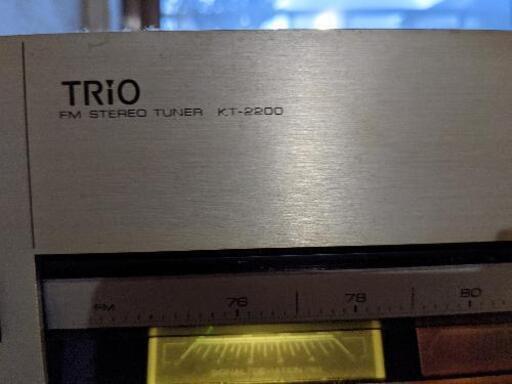 TRiO
FM STEREO TUNER KT-2200
FM 76 78 80